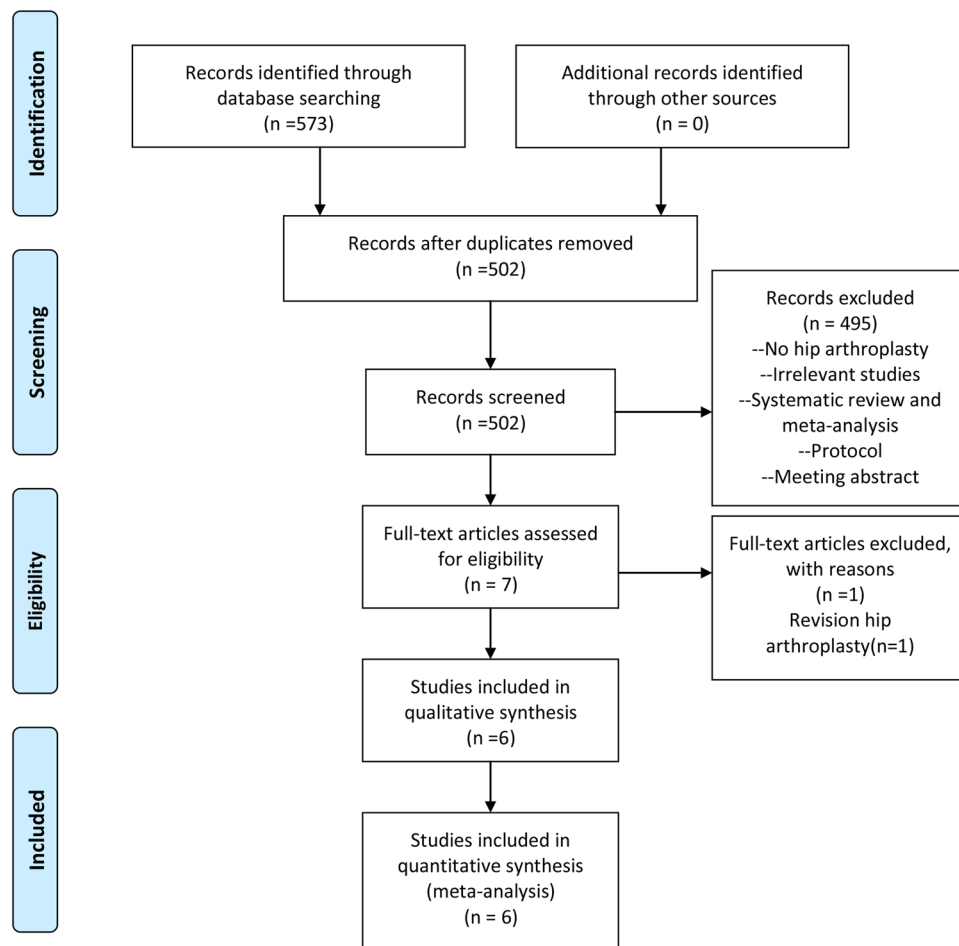 Identification
Records identified through
database searching
(n =573)
Additional records identified
through other sources
(n = 0)
Records after duplicates removed
(n =502)
Screening
Records screened
(n =502)
Records excluded
(n = 495)
--No hip arthroplasty
--Irrelevant studies
--Systematic review and
meta-analysis
--Protocol
--Meeting abstract
Eligibility
Full-text articles assessed
for eligibility
(n = 7)
Full-text articles excluded,
with reasons
(n =1)
Revision hip
arthroplasty(n=1)
Studies included in
qualitative synthesis
(n =6)
Included
Studies included in
quantitative synthesis
(meta-analysis)
(n = 6)